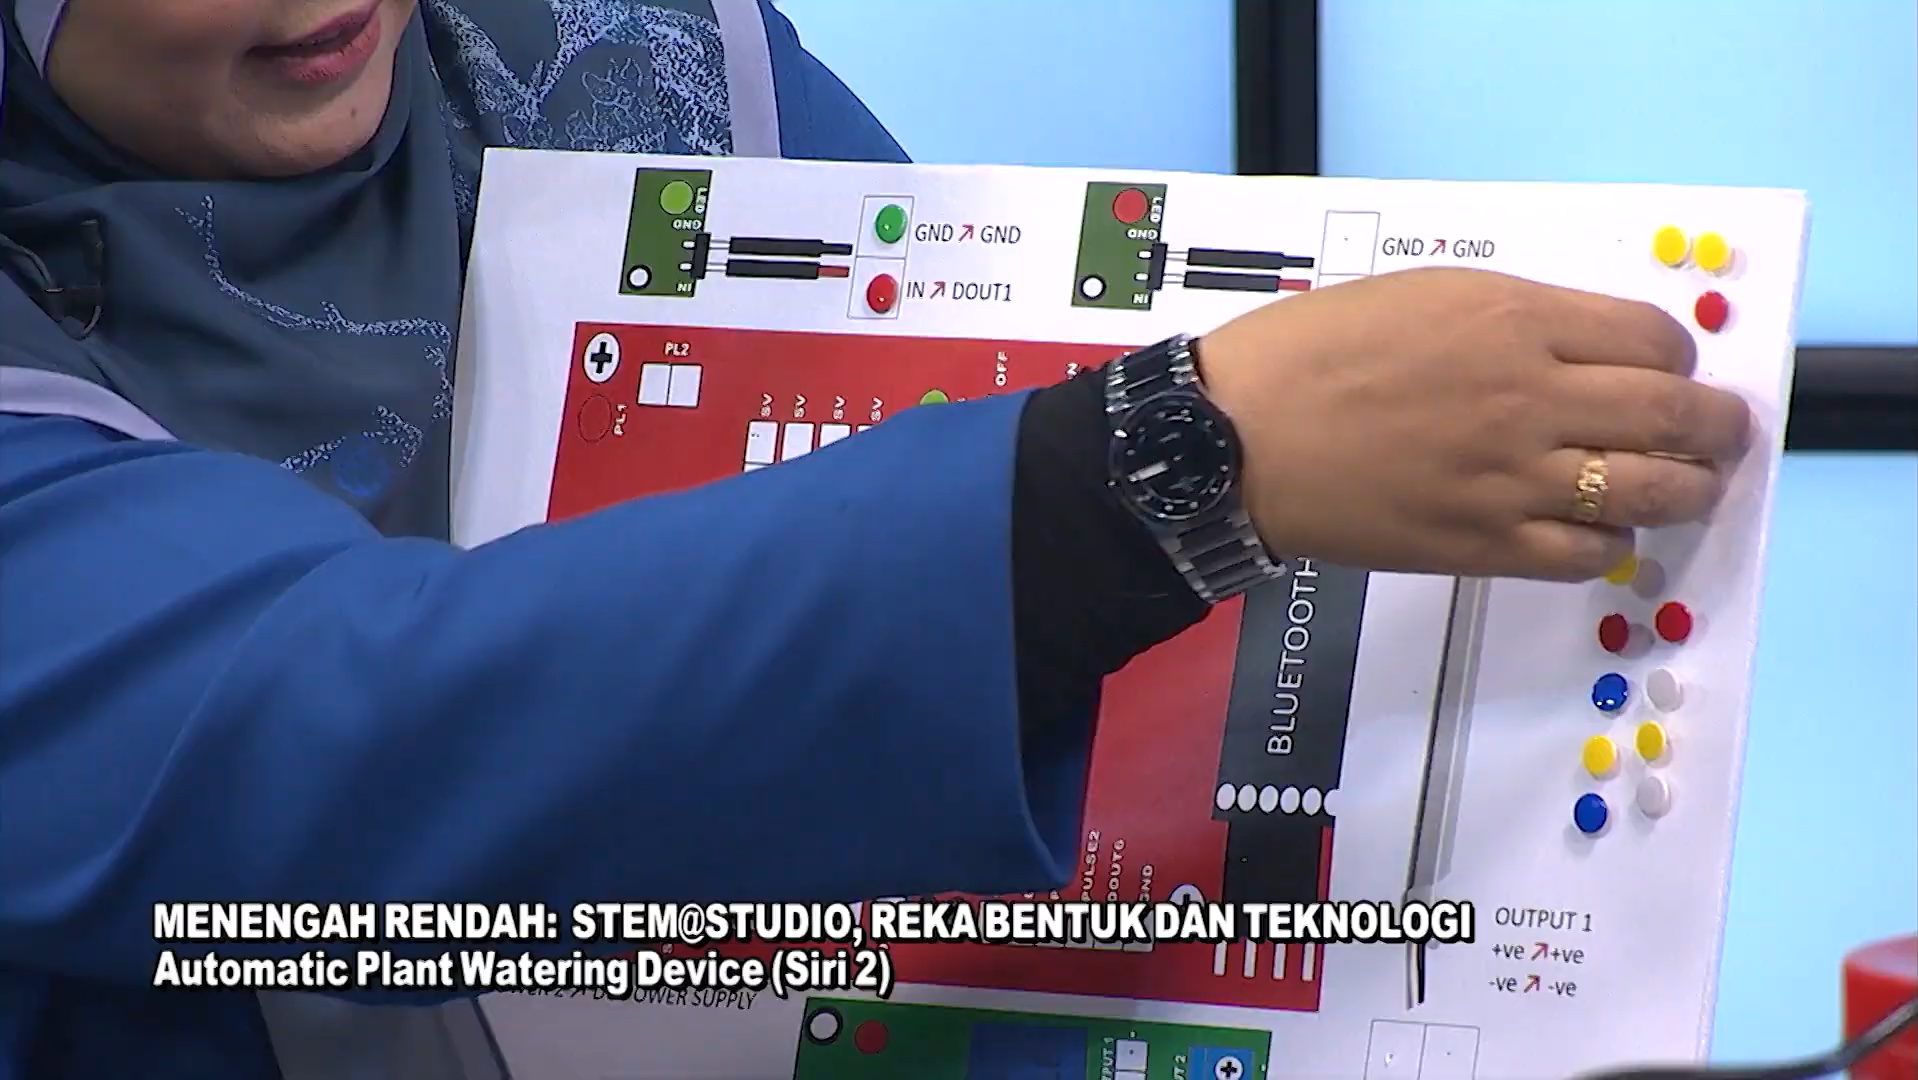 LED
GND
IN
GND ↗ GND
IN ↗ DOUT1
LED
GND
IN
GND ↗ GND
PL2
PL1
5V
5V
5V
5V
OFF
BLUETOOTH
PULSE2
DOUT6
GND
OUTPUT 1
+ve ↗ +ve
-ve ↗ -ve
MENENGAH RENDAH: STEM@STUDIO, REKA BENTUK DAN TEKNOLOGI
Automatic Plant Watering Device (Siri 2)
POWER SUPPLY